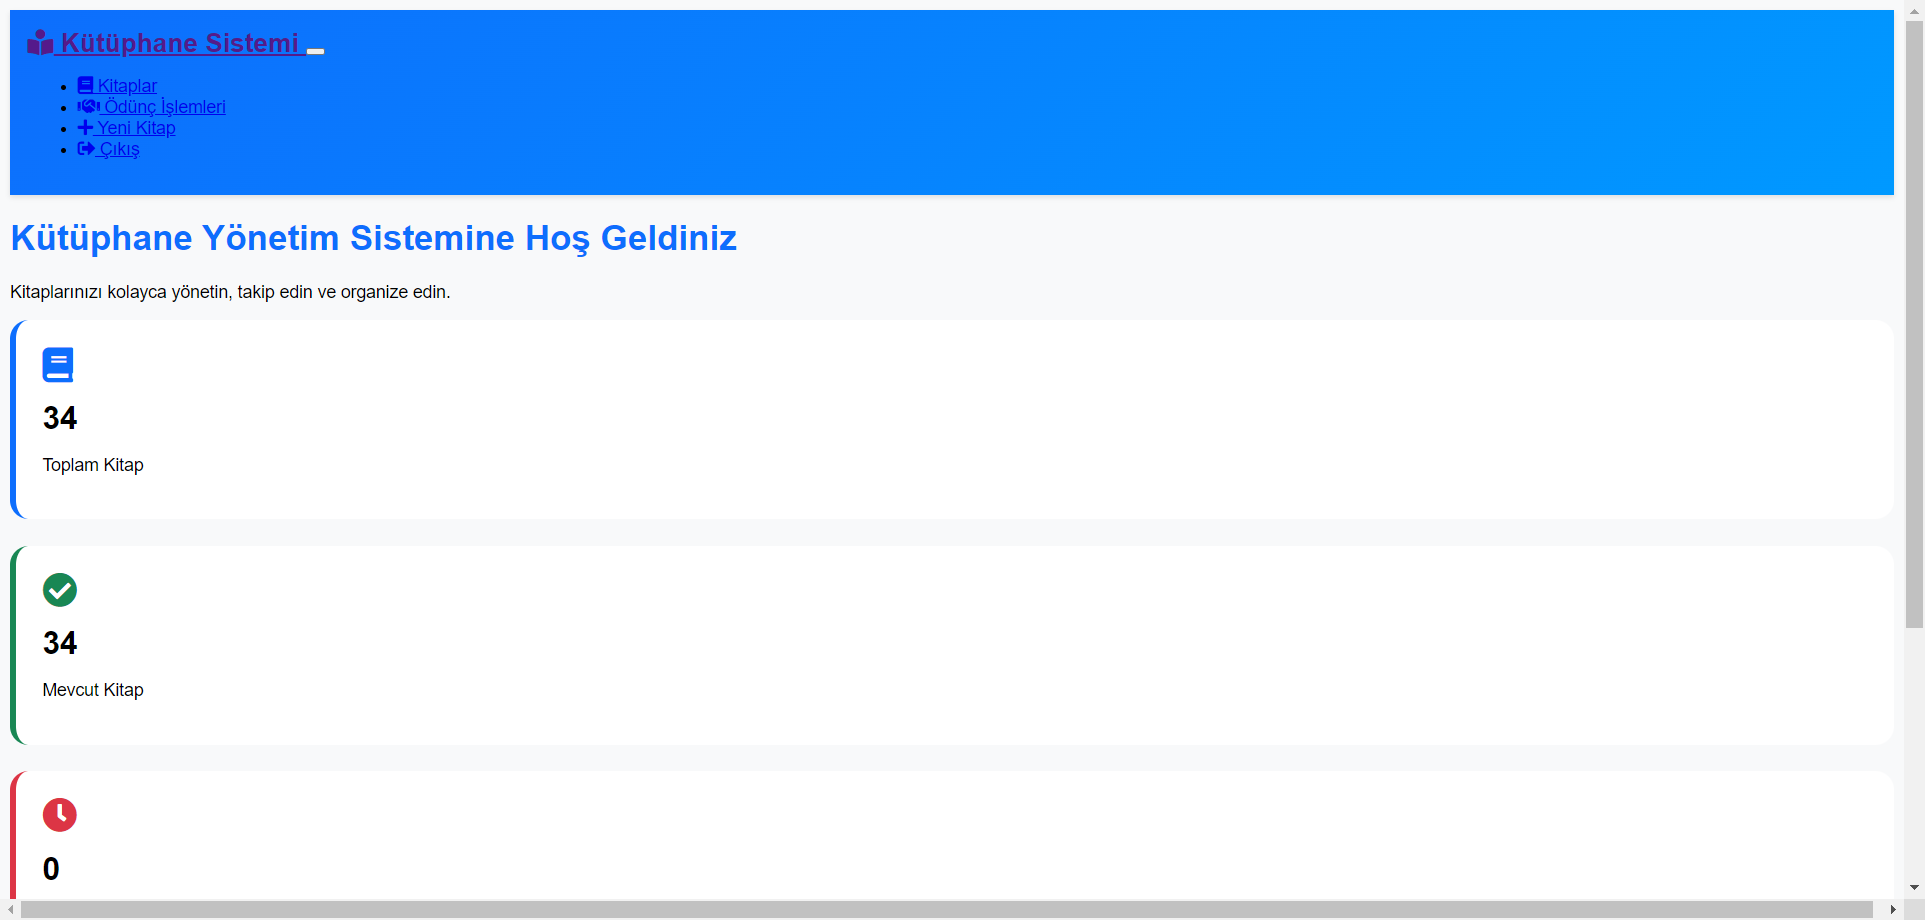 Kütüphane Sistemi
Kitaplar
Ödünç İşlemleri
Yeni Kitap
Çıkış
Kütüphane Yönetim Sistemine Hoş Geldiniz
Kitaplarınızı kolayca yönetin, takip edin ve organize edin.
34
Toplam Kitap
34
Mevcut Kitap
0